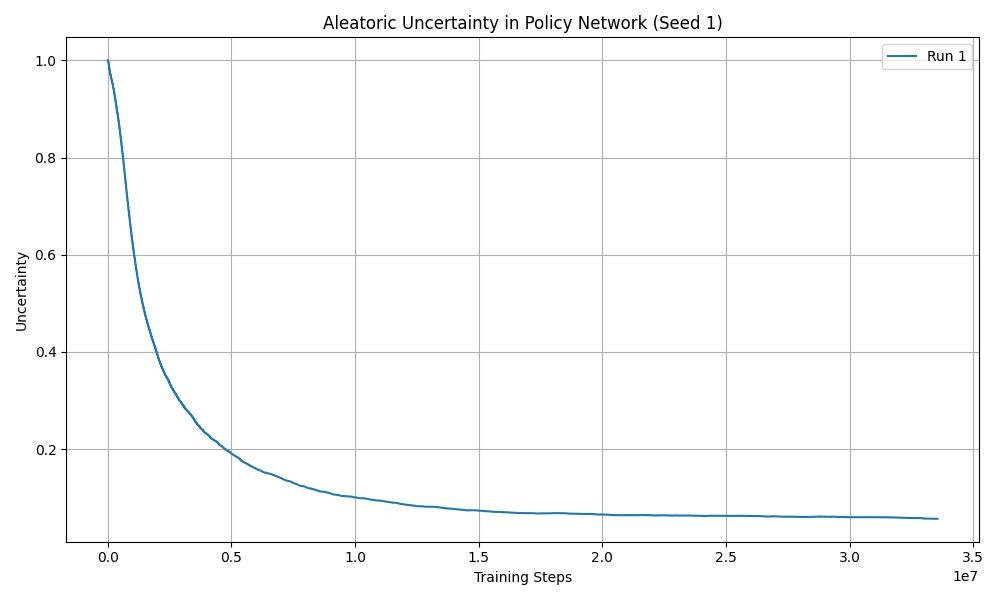 Aleatoric Uncertainty in Policy Network (Seed 1)
Run 1
Uncertainty
1.0
0.8
0.6
0.4
0.2
0.0 0.5 1.0 1.5 2.0 2.5 3.0 3.5
1e7
Training Steps